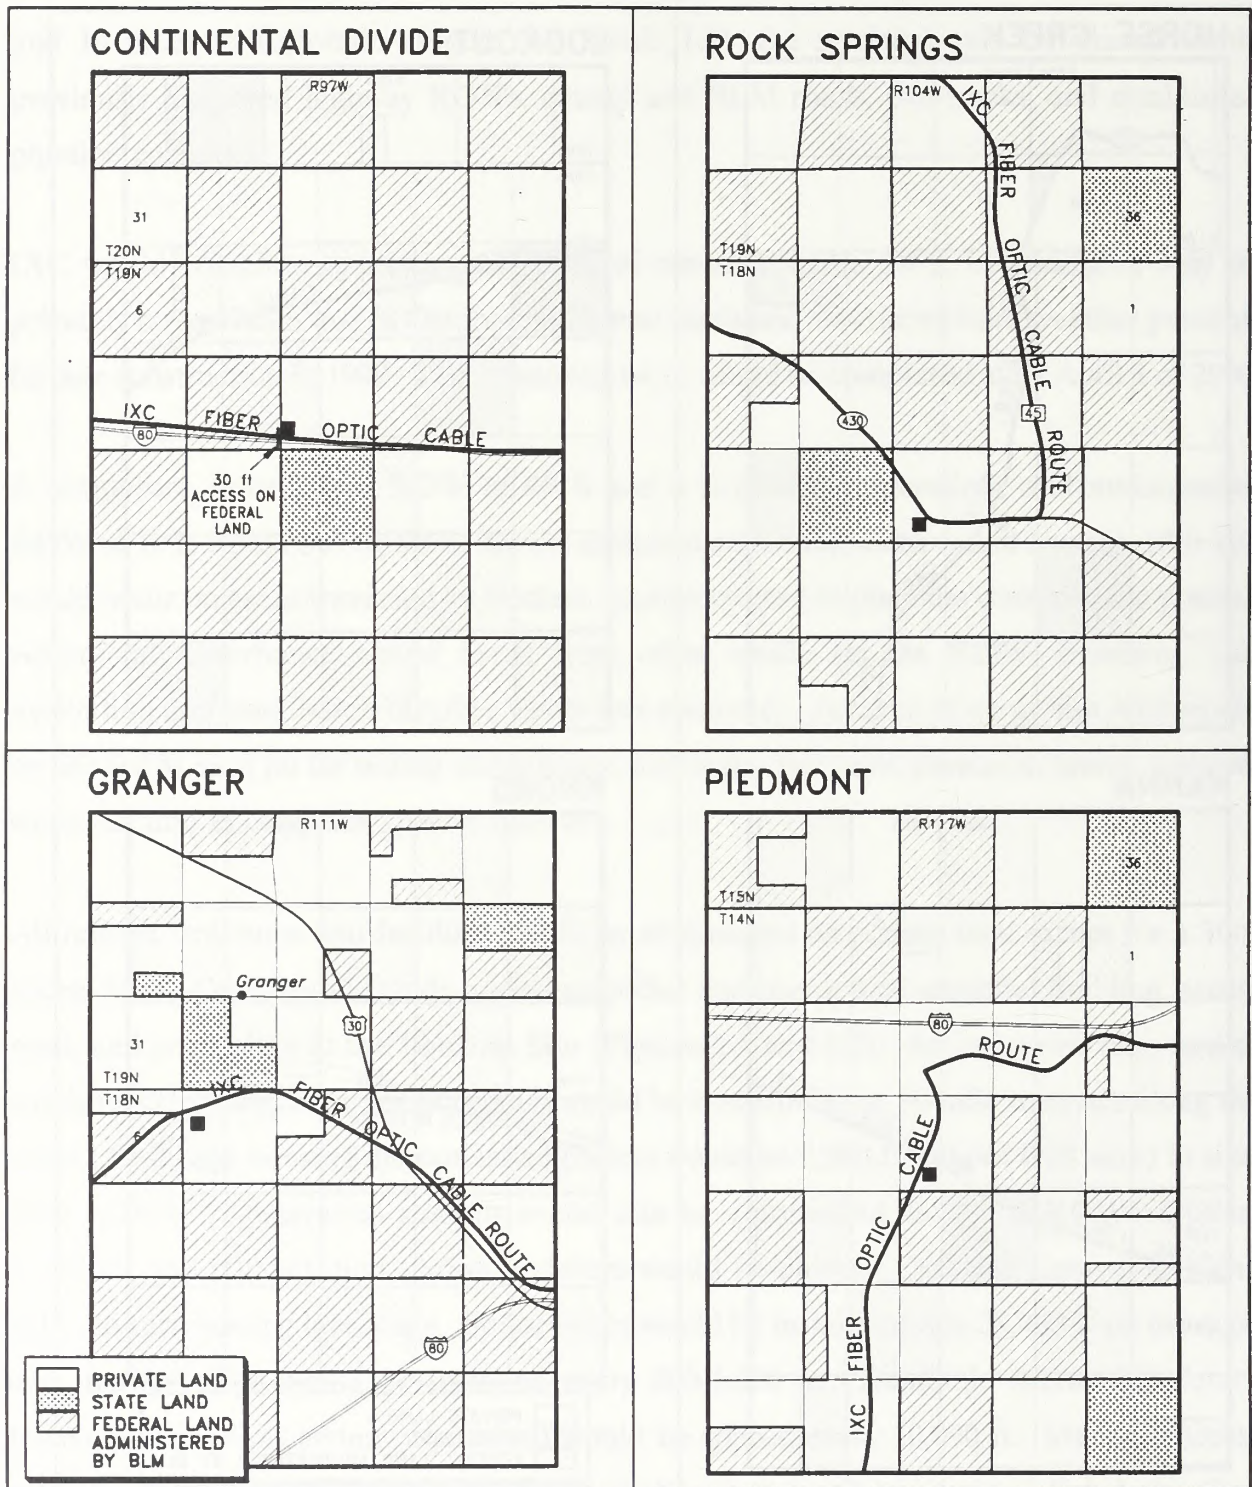 CONTINENTAL DIVIDE
R97W
31
T20N
T19N
6
IXC FIBER OPTIC CABLE
80
30 ft
ACCESS ON
FEDERAL
LAND
ROCK SPRINGS
R104W
IXC FIBER OPTIC CABLE ROUTE
36
T19N
T18N
1
430
45
GRANGER
R111W
Granger
30
31
T19N
T18N
6
IXC FIBER OPTIC CABLE ROUTE
80
PRIVATE LAND
STATE LAND
FEDERAL LAND
ADMINISTERED
BY BLM
PIEDMONT
R117W
36
T15N
T14N
1
80
IXC FIBER OPTIC CABLE ROUTE